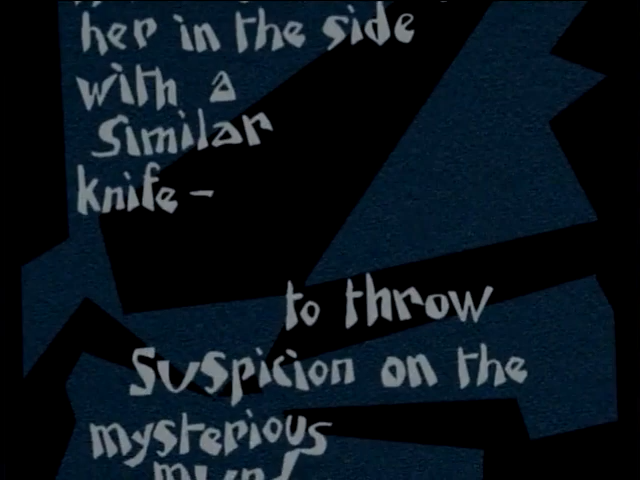 her in the side
with a
similar
knife –
to throw
suspicion on the
mysterious